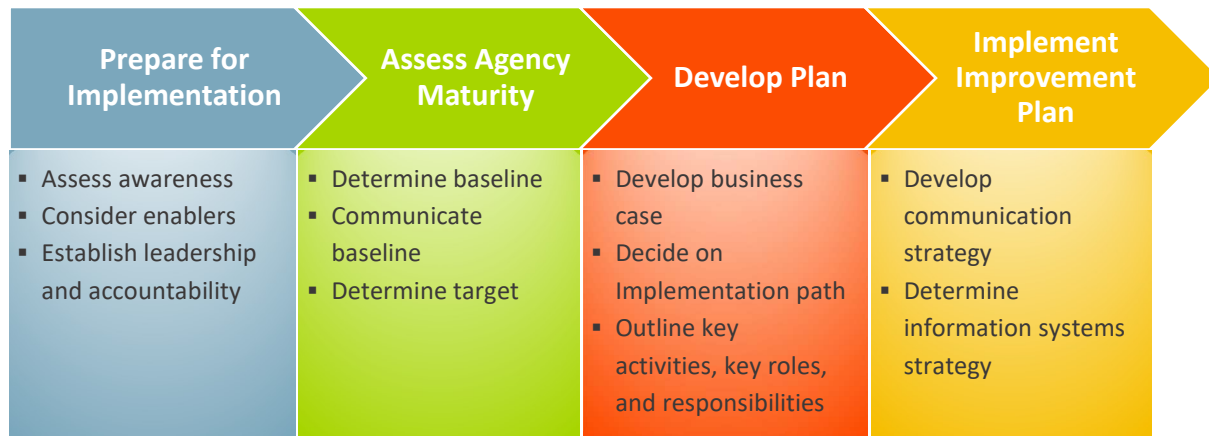 Prepare for
Implementation
Assess Agency
Maturity
Develop Plan
Implement
Improvement
Plan
▪ Assess awareness
▪ Consider enablers
▪ Establish leadership
and accountability
▪ Determine baseline
▪ Communicate
baseline
▪ Determine target
▪ Develop business
case
▪ Decide on
Implementation path
▪ Outline key
activities, key roles,
and responsibilities
▪ Develop
communication
strategy
▪ Determine
information systems
strategy